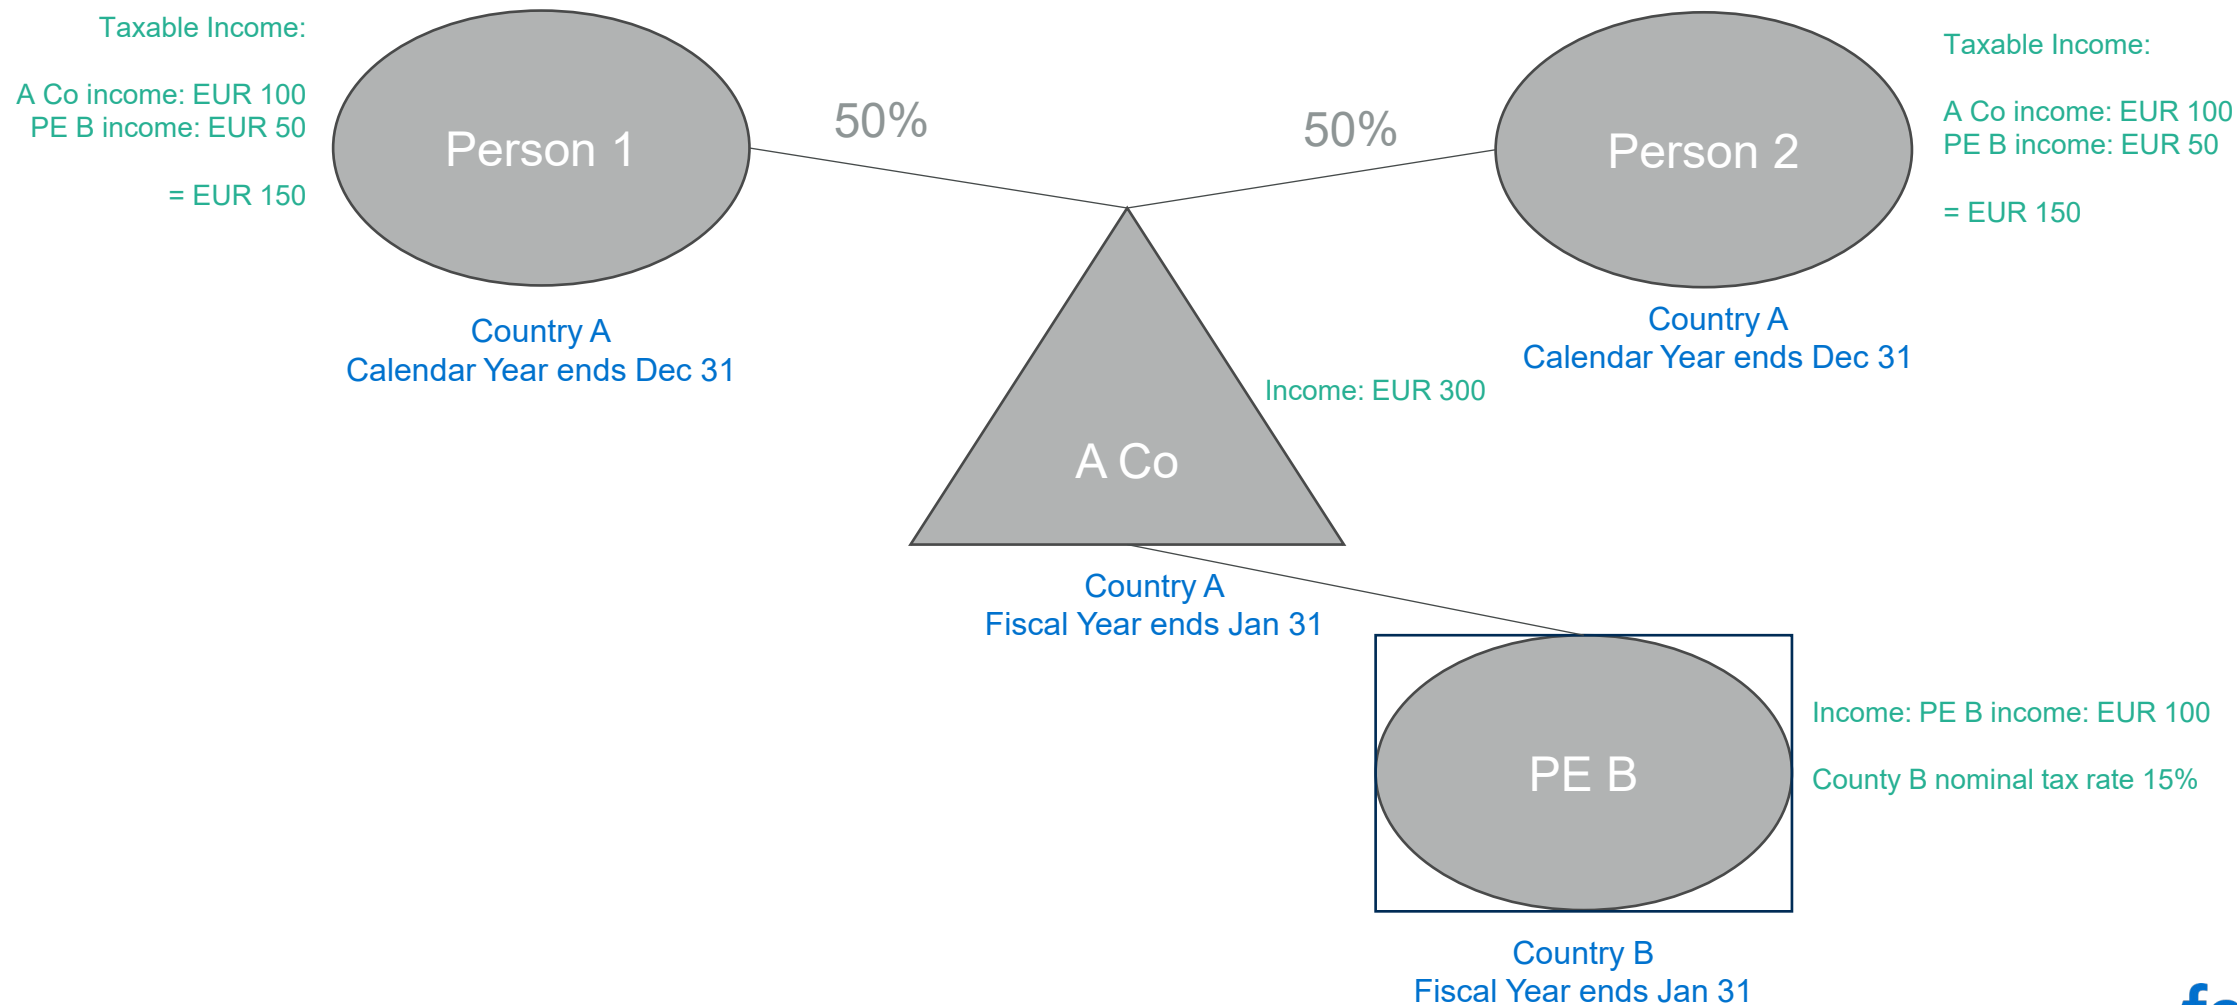 Taxable Income:
A Co income: EUR 100
PE B income: EUR 50
= EUR 150
Person 1
Country A
Calendar Year ends Dec 31
50%
50%
Person 2
Taxable Income:
A Co income: EUR 100
PE B income: EUR 50
= EUR 150
Country A
Calendar Year ends Dec 31
Income: EUR 300
A Co
Country A
Fiscal Year ends Jan 31
PE B
Income: PE B income: EUR 100
County B nominal tax rate 15%
Country B
Fiscal Year ends Jan 31